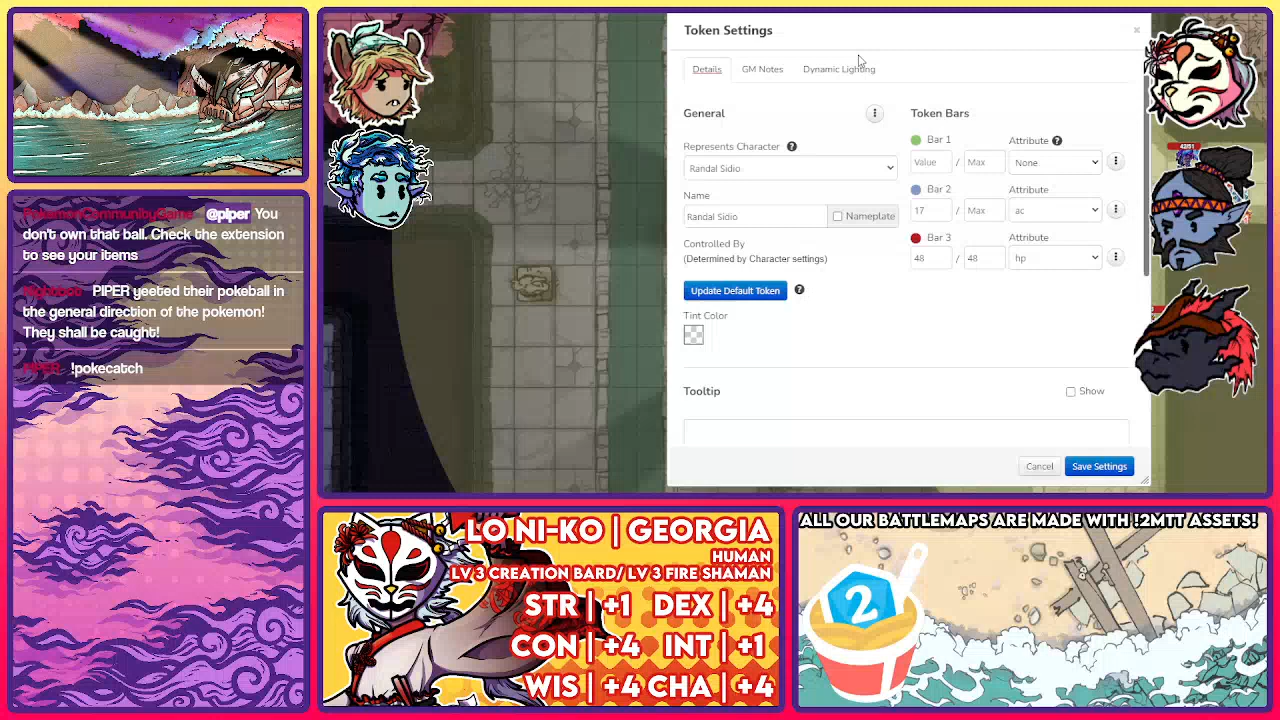 PokemonCommunityGame @piper You
don't own that ball. Check the extension
to see your items
Nightbot PIPER yeeted their pokeball in
the general direction of the pokemon!
They shall be caught!
PIPER !pokecatch
Token Settings
×
Details GM Notes Dynamic Lighting
General
Represents Character ?
Randal Sidio
Name
Randal Sidio Nameplate
Controlled By
(Determined by Character settings)
Update Default Token ?
Tint Color
Token Bars
Bar 1 Attribute ?
Value / Max None
Bar 2 Attribute
17 / Max ac
Bar 3 Attribute
48 / 48 hp
Tooltip Show
Cancel Save Settings
42/51
LO NI-KO | GEORGIA
HUMAN
LV 3 CREATION BARD/ LV 3 FIRE SHAMAN
STR | +1 DEX | +4
CON | +4 INT | +1
WIS | +4 CHA | +4
ALL OUR BATTLEMAPS ARE MADE WITH !2MTT ASSETS!
2